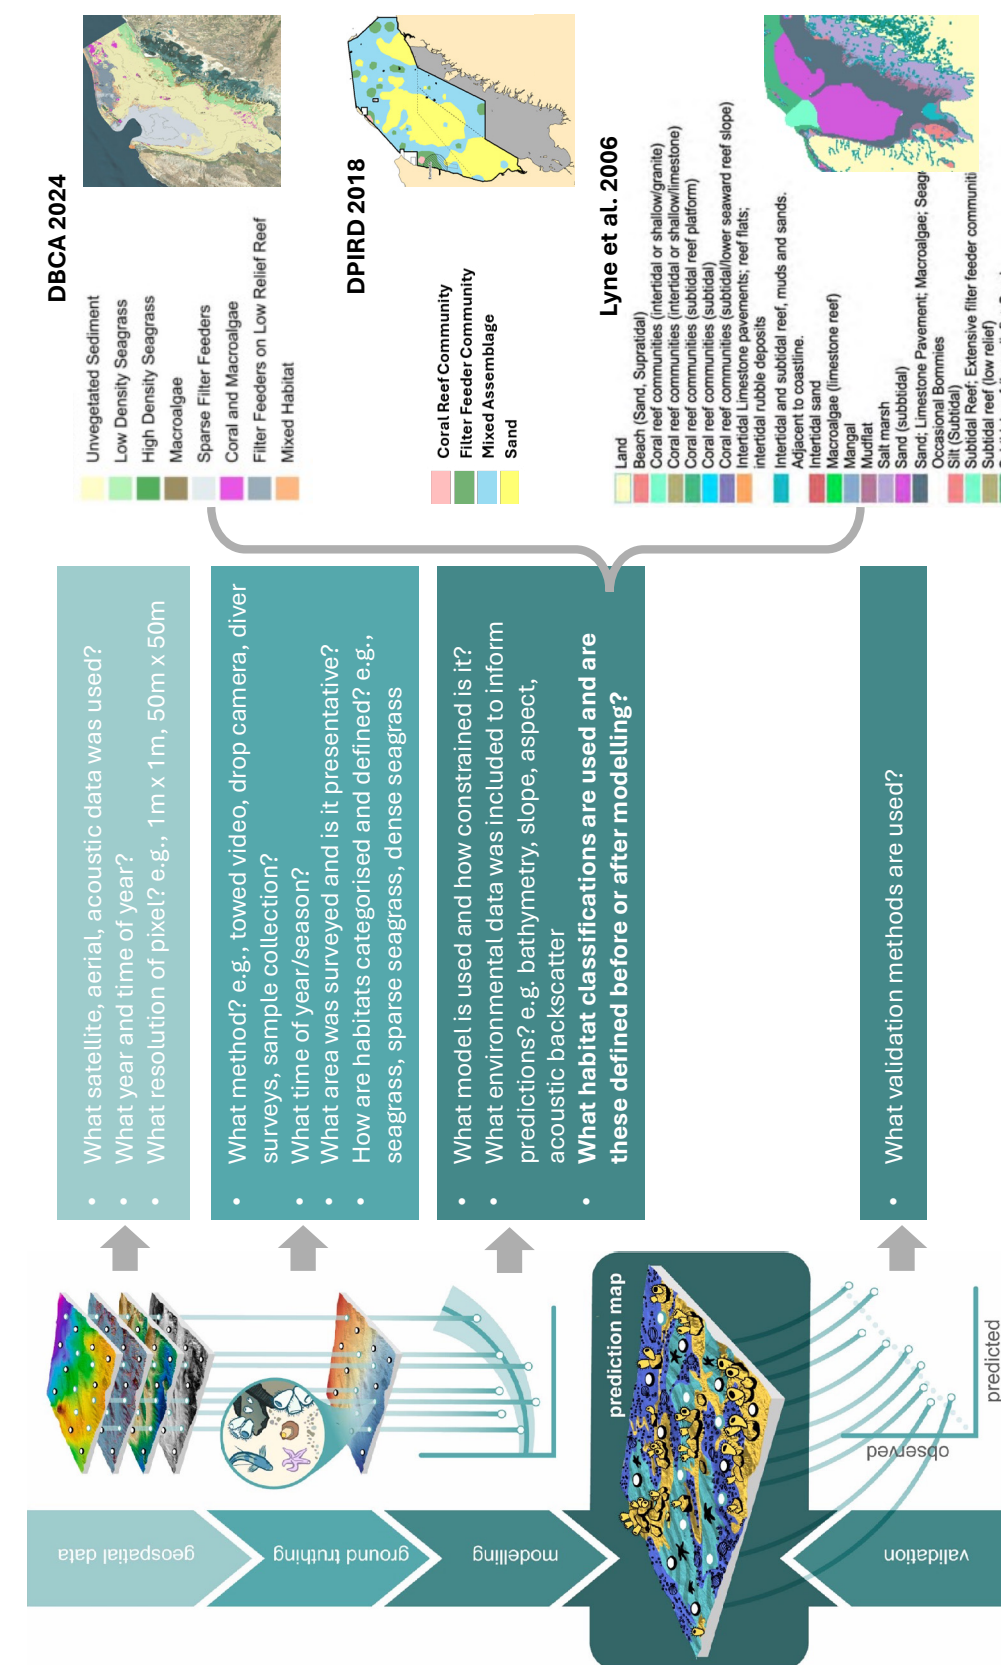 geospatial data
ground truthing
modelling
prediction map
validation
observed
predicted
• What satellite, aerial, acoustic data was used?
• What year and time of year?
• What resolution of pixel? e.g., 1m x 1m, 50m x 50m
• What method? e.g., towed video, drop camera, diver
surveys, sample collection?
• What time of year/season?
• What area was surveyed and is it presentative?
• How are habitats categorised and defined? e.g.,
seagrass, sparse seagrass, dense seagrass
• What model is used and how constrained is it?
• What environmental data was included to inform
predictions? e.g. bathymetry, slope, aspect,
acoustic backscatter
• What habitat classifications are used and are
these defined before or after modelling?
• What validation methods are used?
DBCA 2024
Unvegetated Sediment
Low Density Seagrass
High Density Seagrass
Macroalgae
Sparse Filter Feeders
Coral and Macroalgae
Filter Feeders on Low Relief Reef
Mixed Habitat
DPIRD 2018
Coral Reef Community
Filter Feeder Community
Mixed Assemblage
Sand
Lyne et al. 2006
Land
Beach (Sand, Supratidal)
Coral reef communities (intertidal or shallow/granite)
Coral reef communities (intertidal or shallow/limestone)
Coral reef communities (subtidal reef platform)
Coral reef communities (subtidal)
Coral reef communities (subtidal/lower seaward reef slope)
Intertidal Limestone pavements; reef flats;
intertidal rubble deposits
Intertidal and subtidal reef, muds and sands.
Adjacent to coastline.
Intertidal sand
Macroalgae (limestone reef)
Mangal
Mudflat
Salt marsh
Sand (subtidal)
Sand; Limestone Pavement; Macroalgae; Seagr
Occasional Bommies
Silt (Subtidal)
Subtidal Reef; Extensive filter feeder communiti
Subtidal reef (low relief)